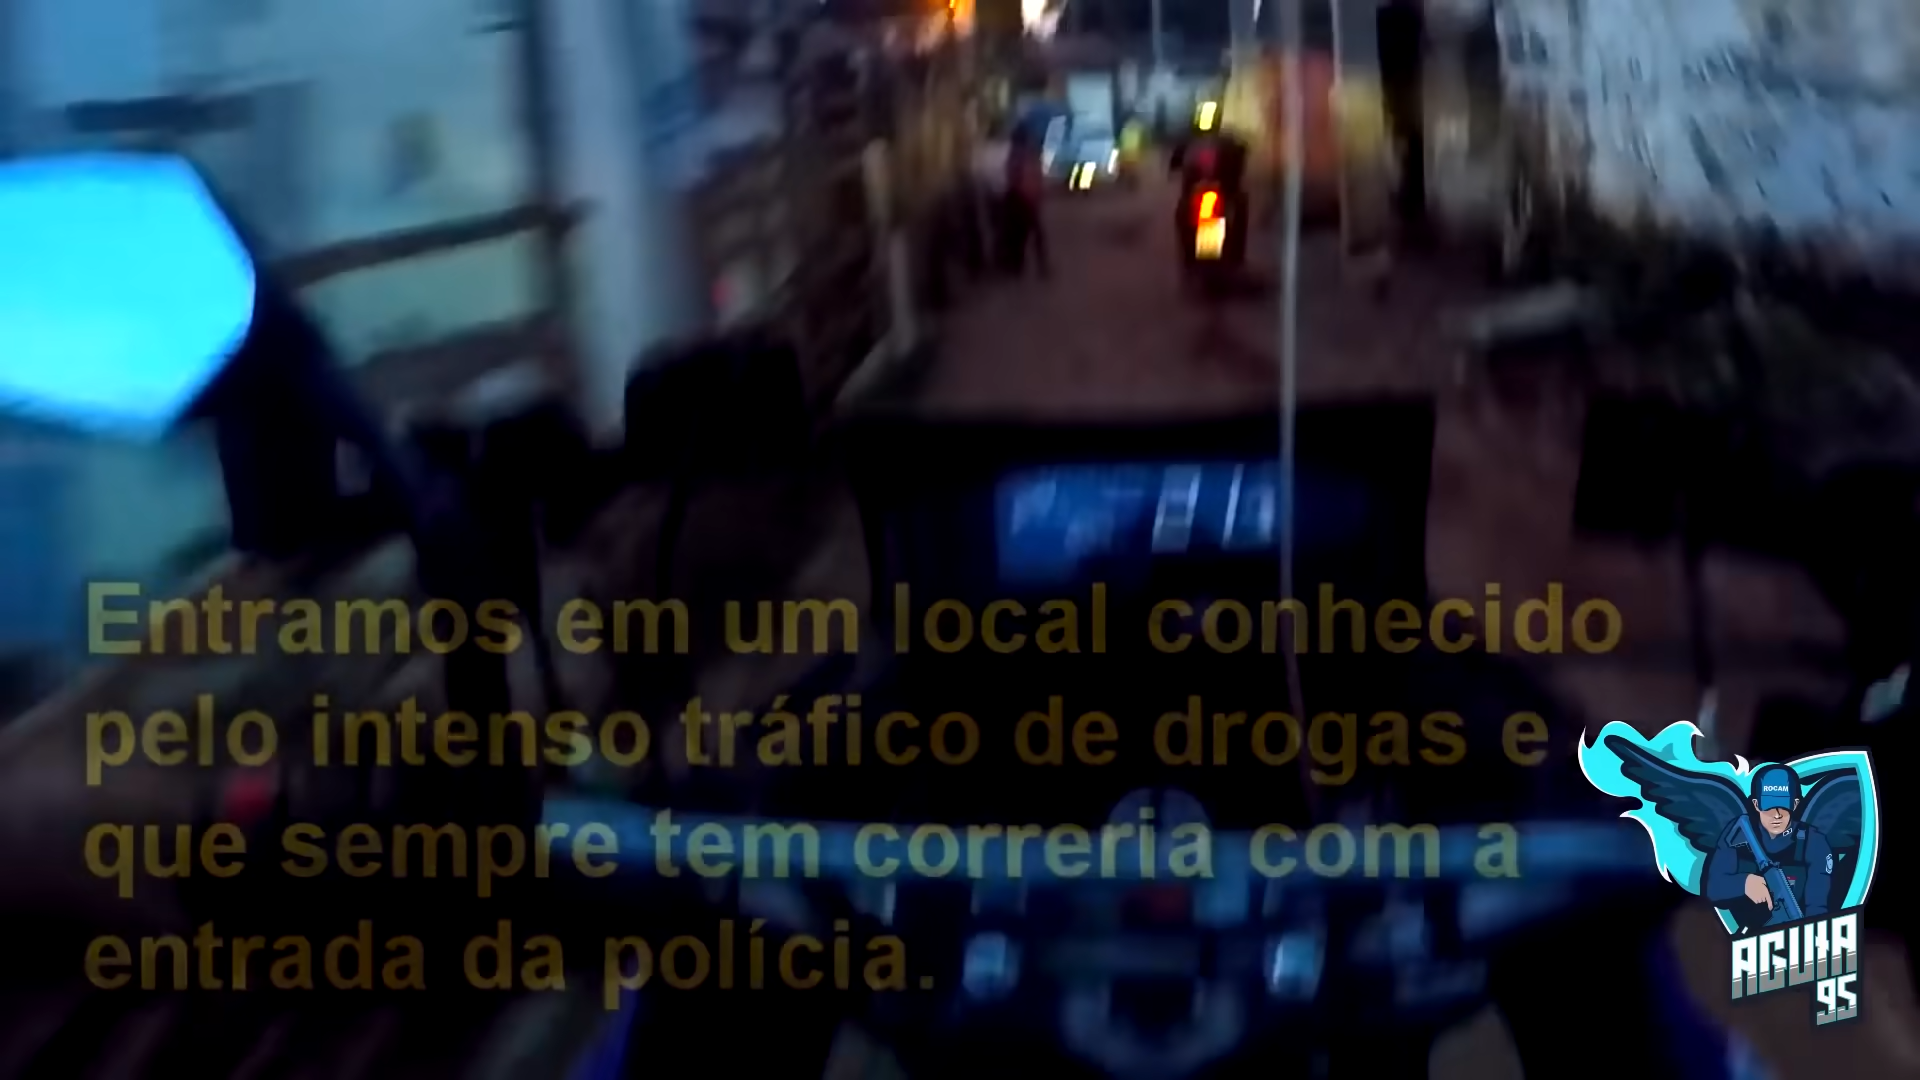 Entramos em um local conhecido
pelo intenso tráfico de drogas e
que sempre tem correria com a
entrada da polícia.
ROCAM
AGUIA
95